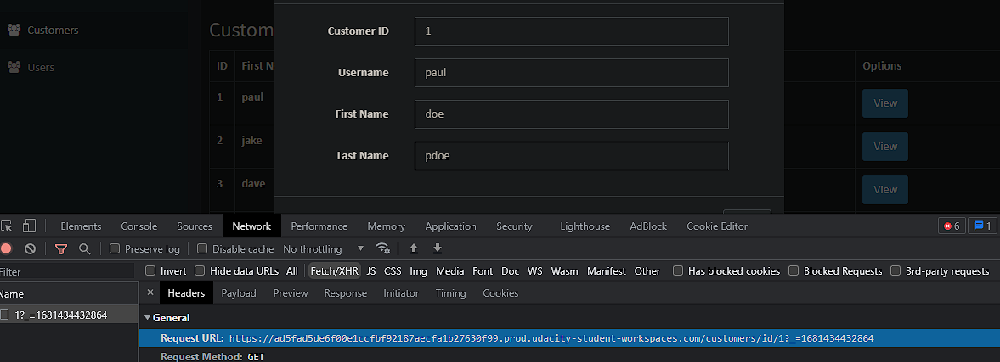 Customers
Users
Custom
ID First Na Options
1 paul View
2 jake View
3 dave View
Customer ID 1
Username paul
First Name doe
Last Name pdoe
Elements Console Sources Network Performance Memory Application Security Lighthouse AdBlock Cookie Editor 6 1
Preserve log Disable cache No throttling
Filter Invert Hide data URLs All Fetch/XHR JS CSS Img Media Font Doc WS Wasm Manifest Other Has blocked cookies Blocked Requests 3rd-party requests
Name × Headers Payload Preview Response Initiator Timing Cookies
1?_=1681434432864
General
Request URL: https://ad5fad5de6f00e1ccfbf92187aecfa1b27630f99.prod.udacity-student-workspaces.com/customers/id/1?_=1681434432864
Request Method: GET